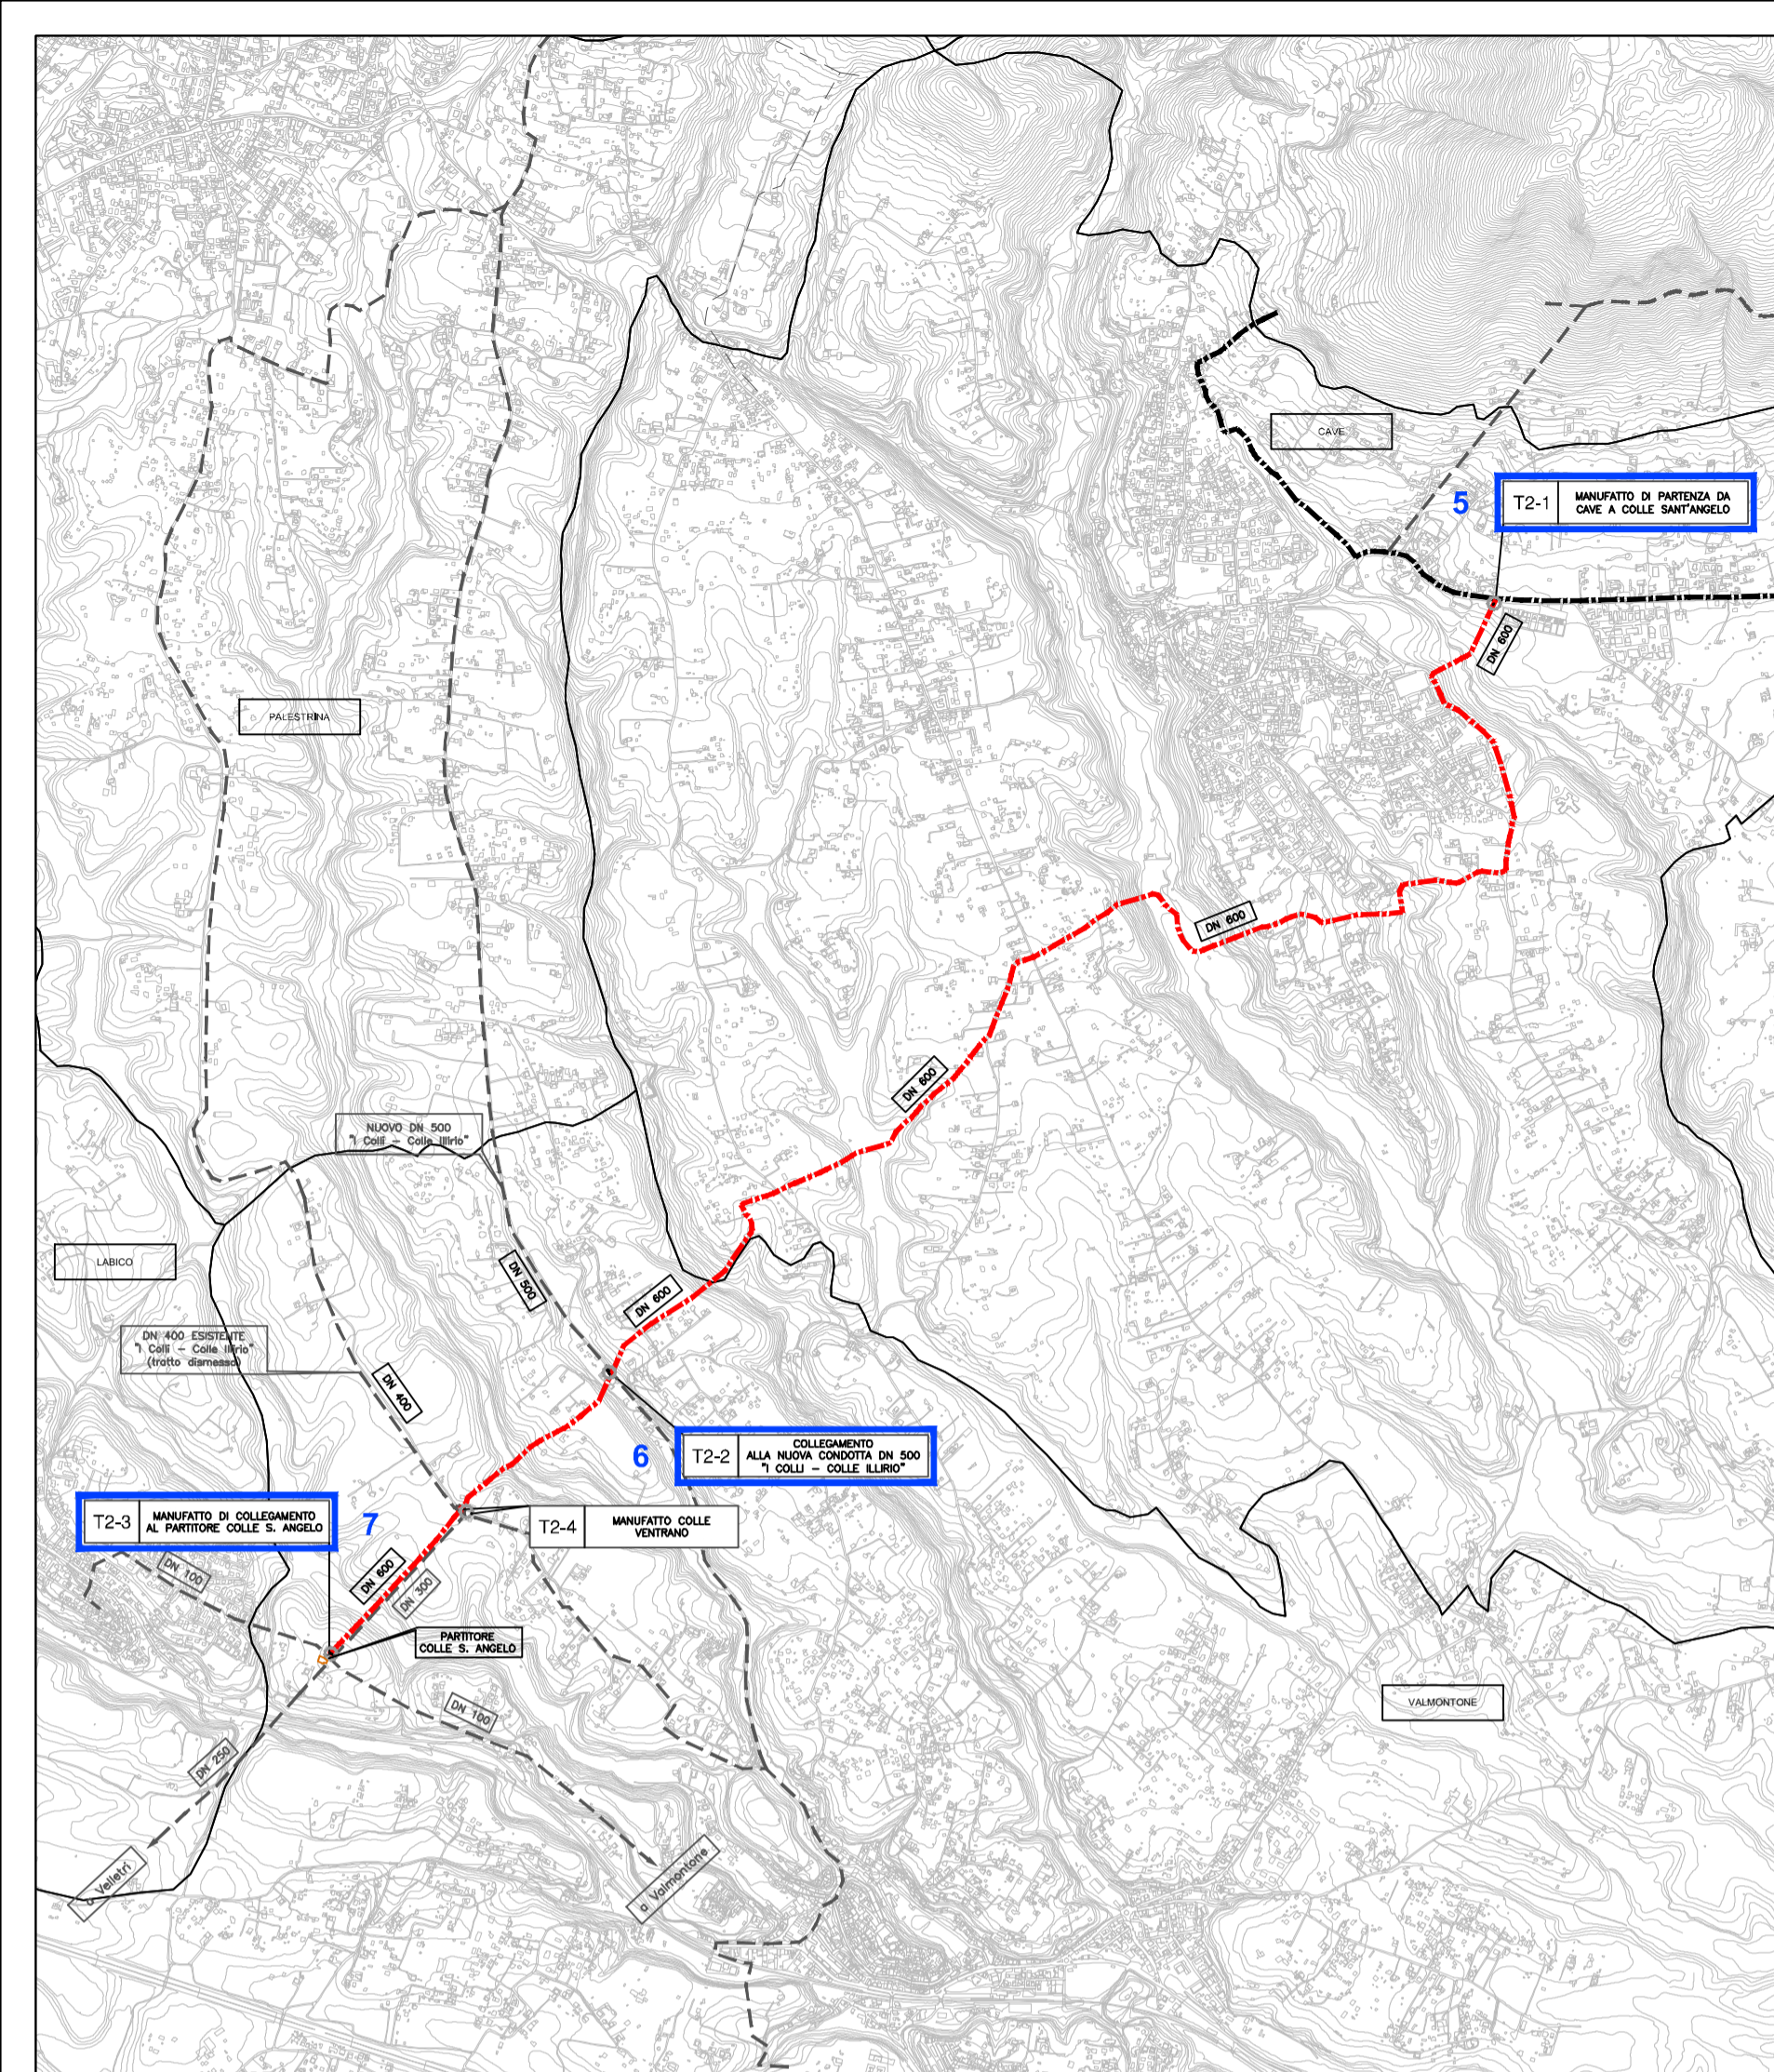 CAVE
5
T2-1
MANUFATTO DI PARTENZA DA
CAVE A COLLE SANT'ANGELO
DN 600
PALESTRINA
DN 600
DN 600
NUOVO DN 500
"I Colli – Colle Illirio"
LABICO
DN 500
DN 600
DN 400 ESISTENTE
"I Colli – Colle Illirio"
(tratto dismesso)
DN 400
6
T2-2
COLLEGAMENTO
ALLA NUOVA CONDOTTA DN 500
"I COLLI – COLLE ILLIRIO"
T2-3
MANUFATTO DI COLLEGAMENTO
AL PARTITORE COLLE S. ANGELO
7
T2-4
MANUFATTO COLLE
VENTRANO
DN 100
DN 600
DN 300
PARTITORE
COLLE S. ANGELO
DN 100
VALMONTONE
DN 250
a Velletri
a Valmontone